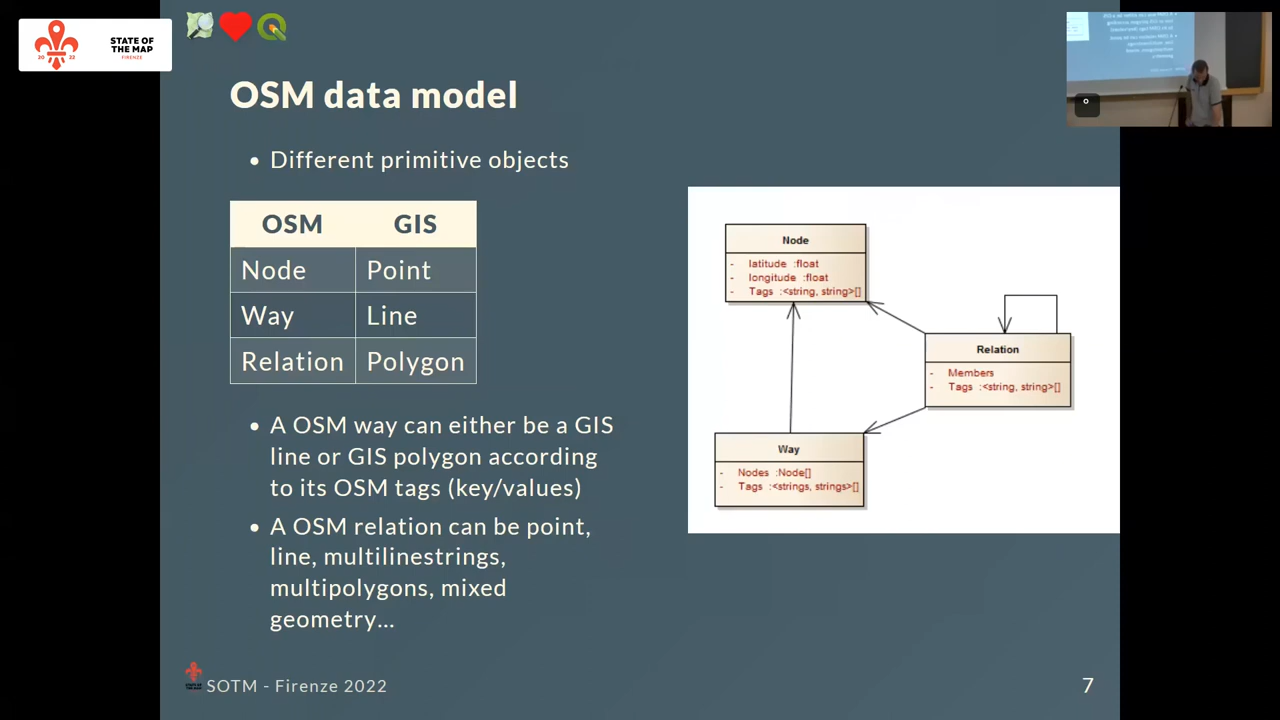 STATE OF
THE MAP
20 22
FIRENZE
OSM data model
• Different primitive objects
OSM GIS
Node Point
Way Line
Relation Polygon
• A OSM way can either be a GIS
line or GIS polygon according
to its OSM tags (key/values)
• A OSM relation can be point,
line, multilinestrings,
multipolygons, mixed
geometry...
Node
- latitude :float
- longitude :float
- Tags :<string, string>[]
Relation
- Members
- Tags :<string, string>[]
Way
- Nodes :Node[]
- Tags :<strings, strings>[]
SOTM - Firenze 2022
7